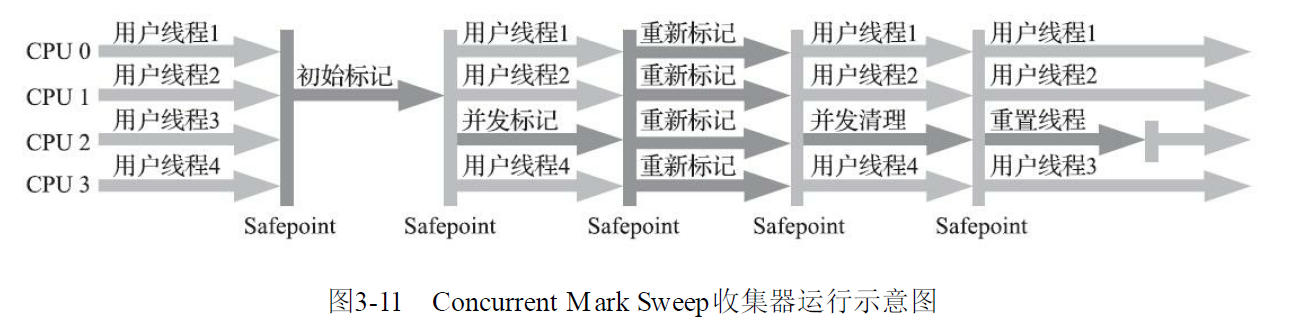 CPU 0 用户线程1 用户线程1 重新标记 用户线程1 用户线程1
初始标记
CPU 1 用户线程2 用户线程2 重新标记 用户线程2 用户线程2
CPU 2 用户线程3 并发标记 重新标记 并发清理 重置线程
CPU 3 用户线程4 用户线程4 重新标记 用户线程4 用户线程3
Safepoint Safepoint Safepoint Safepoint Safepoint
图3-11 Concurrent Mark Sweep收集器运行示意图